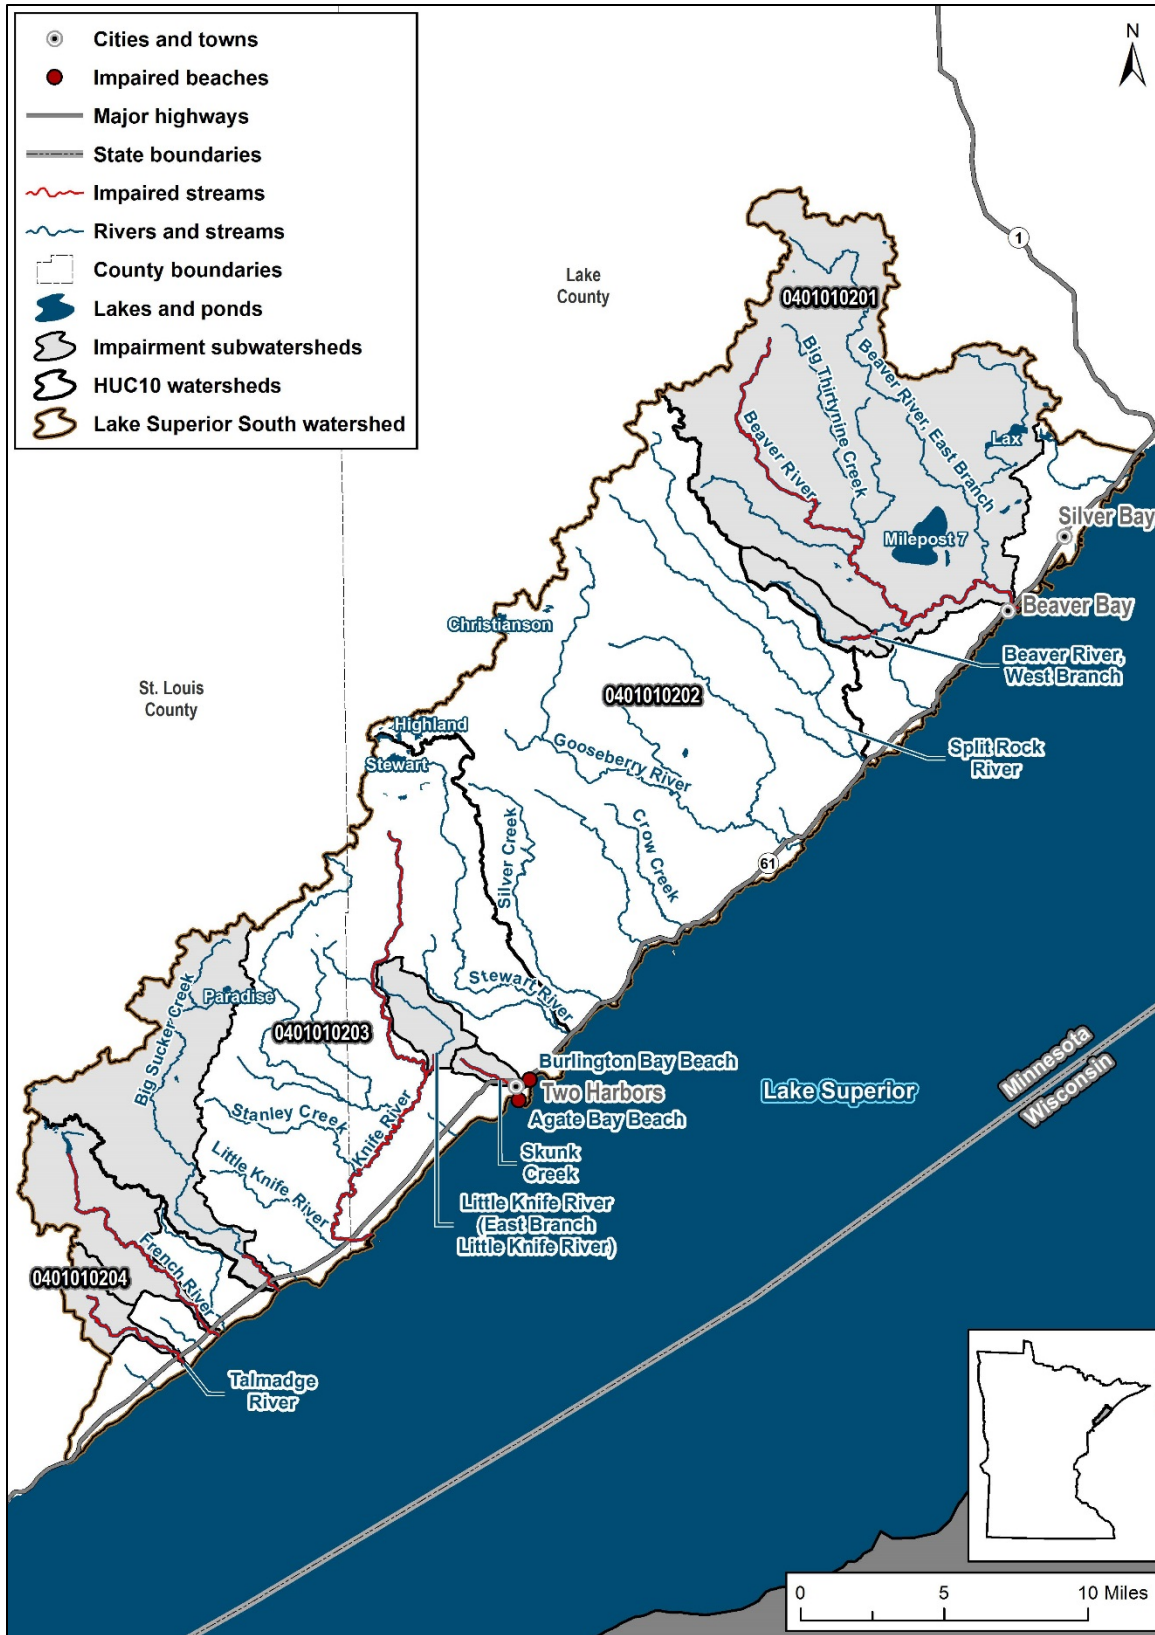 Cities and towns
Impaired beaches
Major highways
State boundaries
Impaired streams
Rivers and streams
County boundaries
Lakes and ponds
Impairment subwatersheds
HUC10 watersheds
Lake Superior South watershed
N
1
Lake
County
0401010201
Big Thirtynine Creek
Beaver River, East Branch
Beaver River
Lax
Milepost 7
Silver Bay
Beaver Bay
Beaver River,
West Branch
Christianson
St. Louis
County
0401010202
Highland
Stewart
Gooseberry River
Split Rock
River
Silver Creek
Crow Creek
61
Stewart River
Big Sucker Creek
Paradise
0401010203
Burlington Bay Beach
Two Harbors
Agate Bay Beach
Lake Superior
Minnesota
Wisconsin
Stanley Creek
Knife River
Little Knife River
Skunk
Creek
Little Knife River
(East Branch
Little Knife River)
French River
0401010204
Talmadge
River
0 5 10 Miles